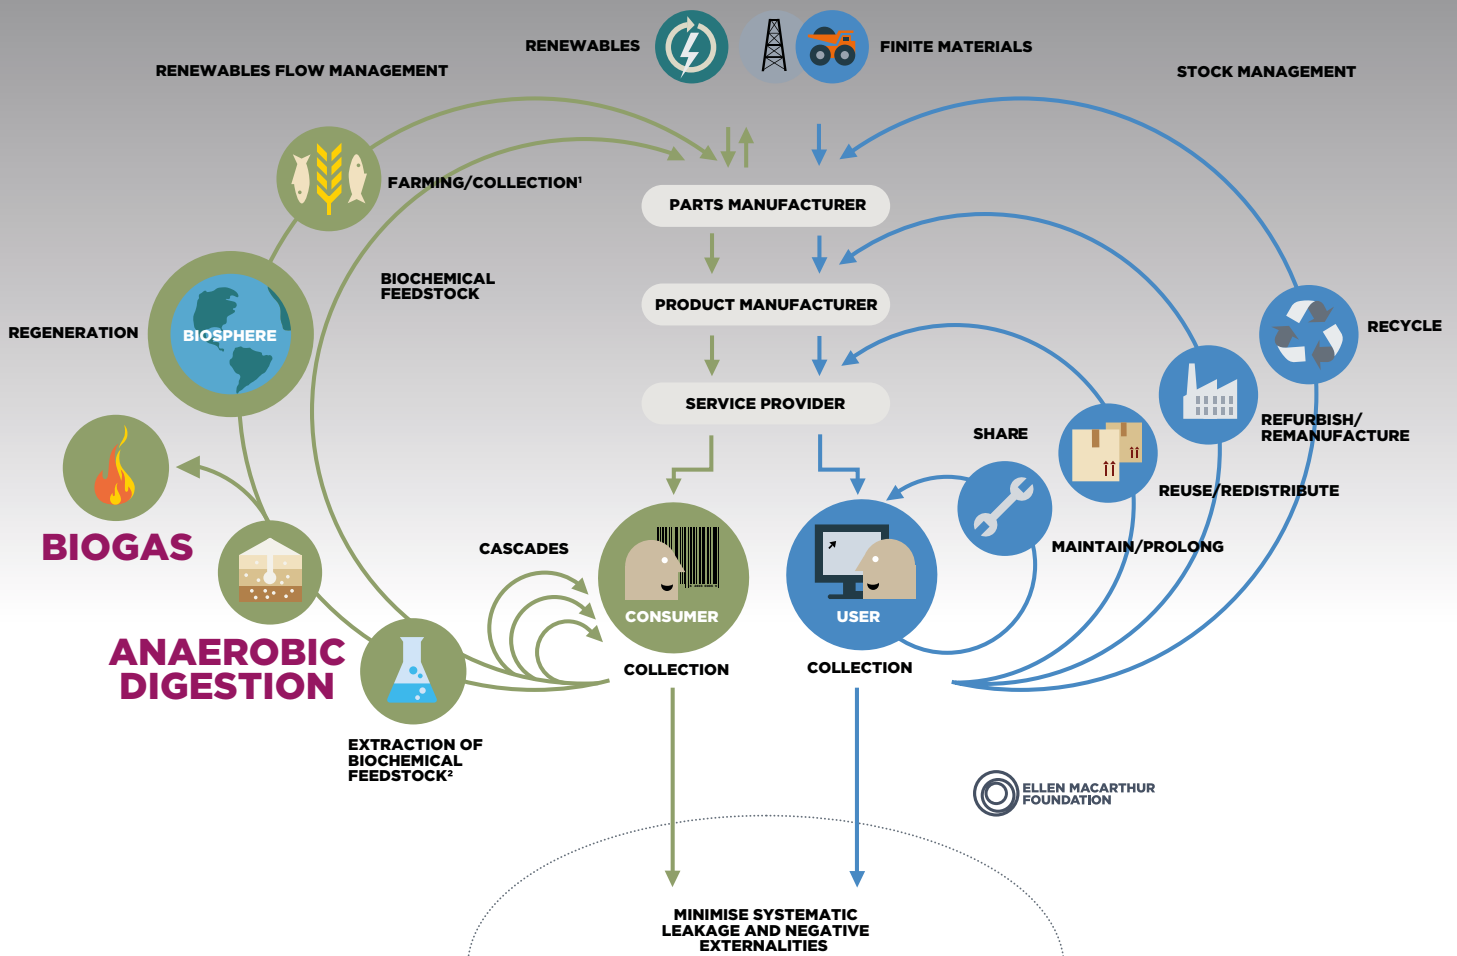 RENEWABLES
FINITE MATERIALS
RENEWABLES FLOW MANAGEMENT
STOCK MANAGEMENT
FARMING/COLLECTION¹
PARTS MANUFACTURER
BIOCHEMICAL
FEEDSTOCK
PRODUCT MANUFACTURER
REGENERATION
BIOSPHERE
RECYCLE
SERVICE PROVIDER
SHARE
REFURBISH/
REMANUFACTURE
REUSE/REDISTRIBUTE
BIOGAS
CASCADES
MAINTAIN/PROLONG
CONSUMER
USER
ANAEROBIC
DIGESTION
COLLECTION
COLLECTION
EXTRACTION OF
BIOCHEMICAL
FEEDSTOCK²
ELLEN MACARTHUR
FOUNDATION
MINIMISE SYSTEMATIC
LEAKAGE AND NEGATIVE
EXTERNALITIES